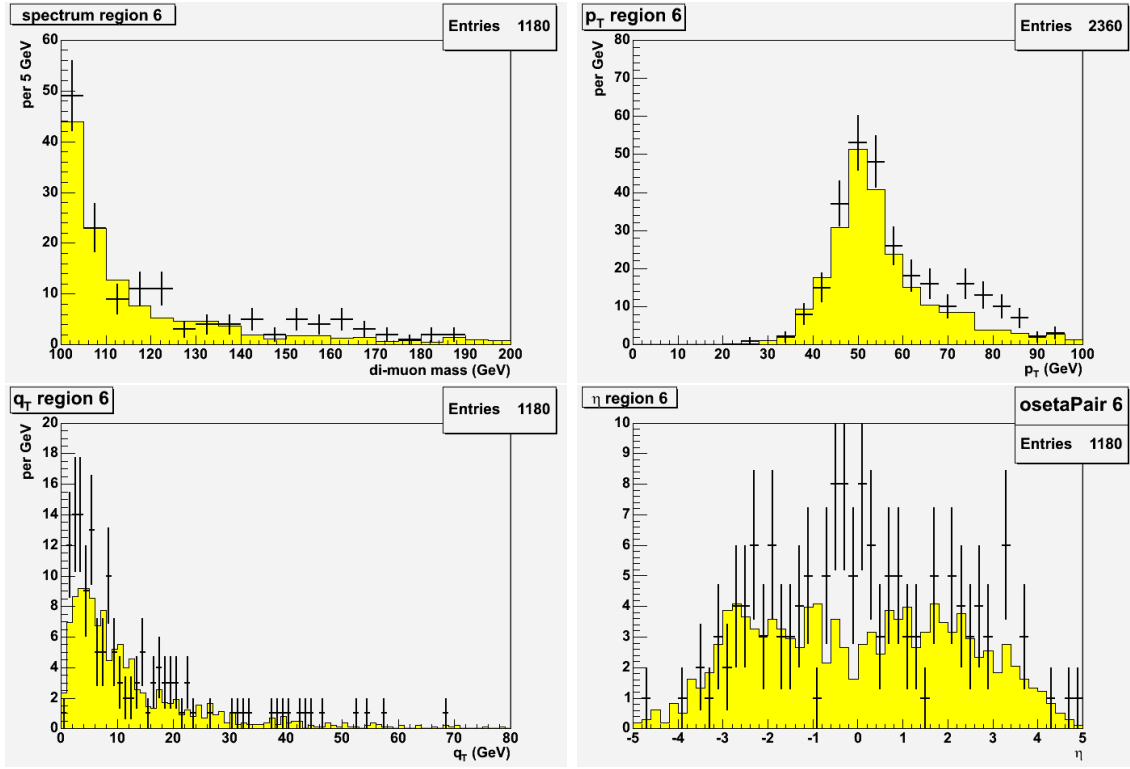 spectrum region 6
Entries 1180
per 5 GeV
60
50
40
30
20
10
0
100 110 120 130 140 150 160 170 180 190 200
di-muon mass (GeV)
pT region 6
Entries 2360
per GeV
80
70
60
50
40
30
20
10
0
0 10 20 30 40 50 60 70 80 90 100
pT (GeV)
qT region 6
Entries 1180
per GeV
20
18
16
14
12
10
8
6
4
2
0
0 10 20 30 40 50 60 70 80
qT (GeV)
η region 6
osetaPair 6
Entries 1180
10
9
8
7
6
5
4
3
2
1
0
-5 -4 -3 -2 -1 0 1 2 3 4 5
η